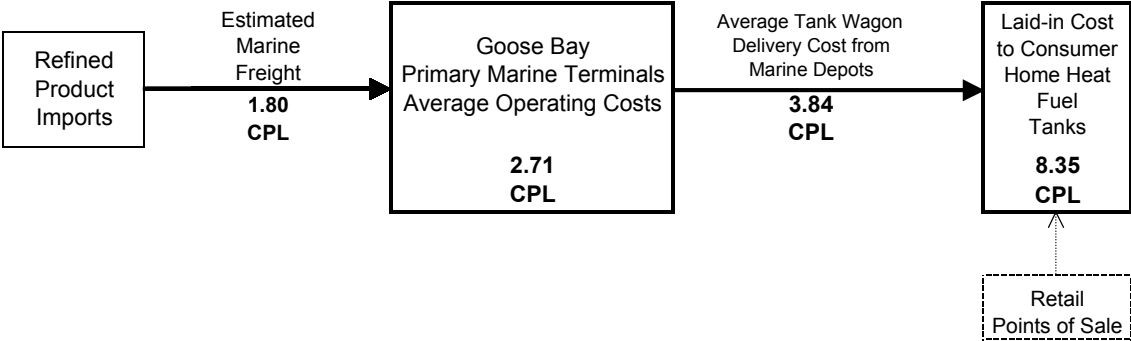 Refined
Product
Imports
Estimated
Marine
Freight
1.80
CPL
Goose Bay
Primary Marine Terminals
Average Operating Costs
2.71
CPL
Average Tank Wagon
Delivery Cost from
Marine Depots
3.84
CPL
Laid-in Cost
to Consumer
Home Heat
Fuel
Tanks
8.35
CPL
Retail
Points of Sale